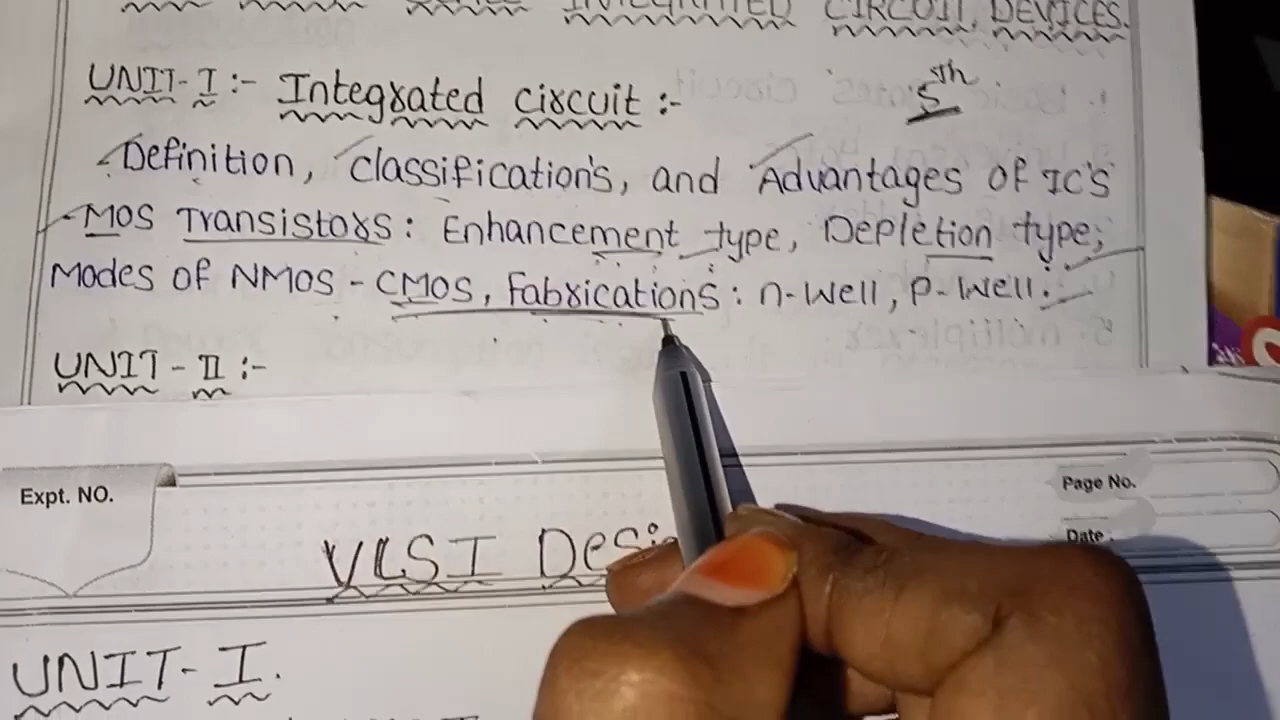 INTEGRATED CIRCUIT DEVICES.
UNIT-I :- Integrated circuit :- 5th
Definition, classification's, and Advantages of IC'S
MOS Transistors: Enhancement type, Depletion type;
Modes of NMOS - CMOS, Fabrications: n-well, p-well.
UNIT - II :-
Expt. NO.
Page No.
Date :
VLSI Desi
UNIT- I.